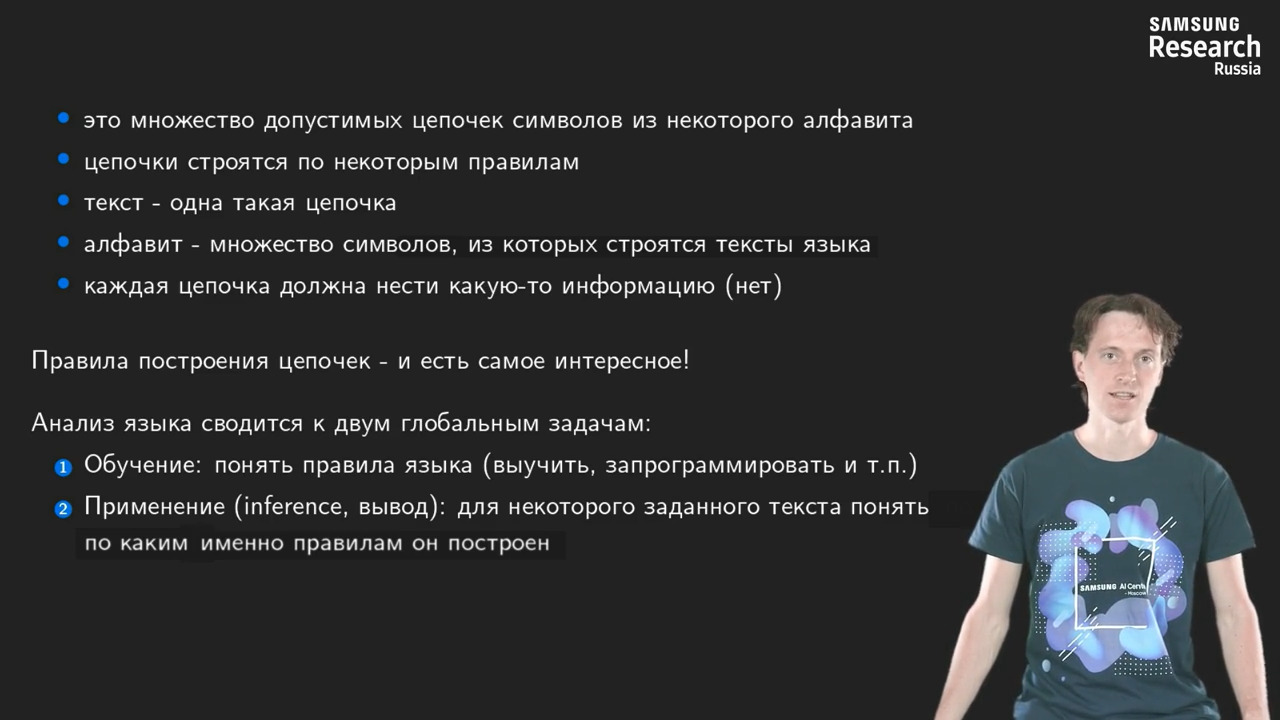 SAMSUNG
Research
Russia
это множество допустимых цепочек символов из некоторого алфавита
цепочки строятся по некоторым правилам
текст - одна такая цепочка
алфавит - множество символов, из которых строятся тексты языка
каждая цепочка должна нести какую-то информацию (нет)
Правила построения цепочек - и есть самое интересное!
Анализ языка сводится к двум глобальным задачам:
1 Обучение: понять правила языка (выучить, запрограммировать и т.п.)
2 Применение (inference, вывод): для некоторого заданного текста понять
по каким именно правилам он построен
SAMSUNG AI
- Moscow